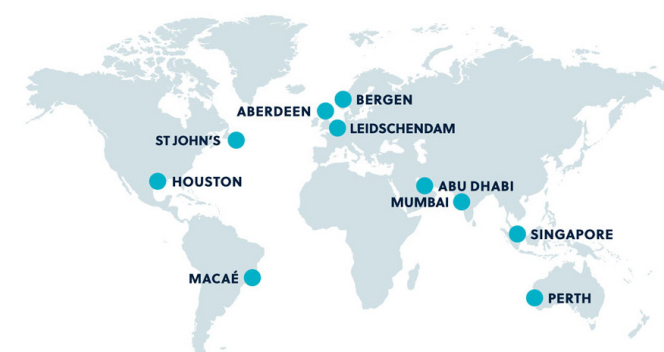 BERGEN
ABERDEEN
LEIDSCHENDAM
ST JOHN'S
HOUSTON
ABU DHABI
MUMBAI
SINGAPORE
MACAÉ
PERTH